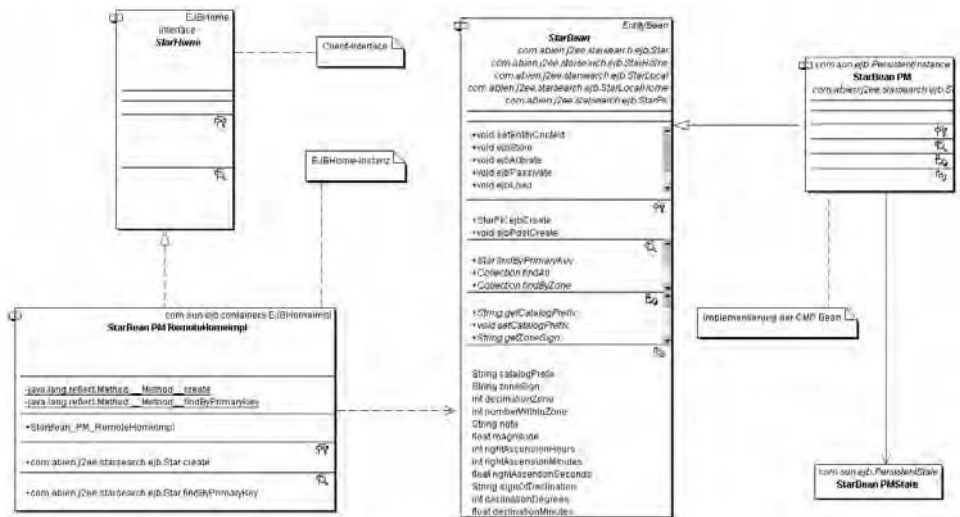 EJBHome
interface
StarHome
Client-Interface
EJBHome-Instanz
com.sun.ejb.containers.EJBHomeImpl
StarBean PM RemoteHomeImpl
-java.lang.reflect.Method __Method__create
-java.lang.reflect.Method __Method__findByPrimaryKey
+StarBean_PM_RemoteHomeImpl
+com.abien.j2ee.starsearch.ejb.Star create
+com.abien.j2ee.starsearch.ejb.Star findByPrimaryKey
EntityBean
StarBean
com.abien.j2ee.starsearch.ejb.Star
com.abien.j2ee.starsearch.ejb.StarHome
com.abien.j2ee.starsearch.ejb.StarLocal
com.abien.j2ee.starsearch.ejb.StarLocalHome
com.abien.j2ee.starsearch.ejb.StarPK
+void setEntityContext
+void ejbStore
+void ejbActivate
+void ejbPassivate
+void ejbLoad
+StarPK ejbCreate
+void ejbPostCreate
+Star findByPrimaryKey
+Collection findAll
+Collection findByZone
+String getCatalogPrefix
+void setCatalogPrefix
+String getZoneSign
String catalogPrefix
String zoneSign
int declinationZone
int numberWithinZone
String note
float magnitude
int rightAscensionHours
int rightAscensionMinutes
float rightAscensionSeconds
String signOfDeclination
int declinationDegrees
float declinationMinutes
com.sun.ejb.PersistentInstance
StarBean PM
com.abien.j2ee.starsearch.ejb.S
Implementierung der CMP Bean
com.sun.ejb.PersistentState
StarBean PMState